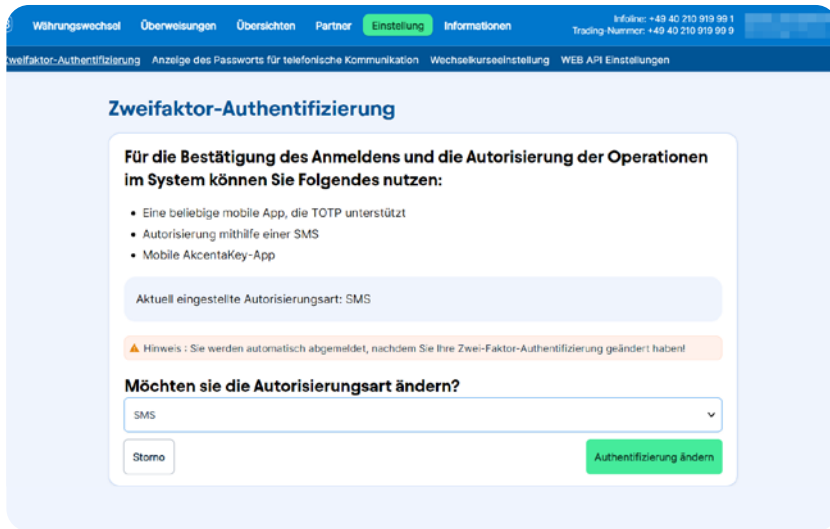 Währungswechsel Überweisungen Übersichten Partner Einstellung Informationen
Infoline: +49 40 210 919 99 1
Trading-Nummer: +49 40 210 919 99 9
Zweifaktor-Authentifizierung Anzeige des Passworts für telefonische Kommunikation Wechselkurseeinstellung WEB API Einstellungen
Zweifaktor-Authentifizierung
Für die Bestätigung des Anmeldens und die Autorisierung der Operationen
im System können Sie Folgendes nutzen:
• Eine beliebige mobile App, die TOTP unterstützt
• Autorisierung mithilfe einer SMS
• Mobile AkcentaKey-App
Aktuell eingestellte Autorisierungsart: SMS
Hinweis : Sie werden automatisch abgemeldet, nachdem Sie Ihre Zwei-Faktor-Authentifizierung geändert haben!
Möchten sie die Autorisierungsart ändern?
SMS
Storno
Authentifizierung ändern